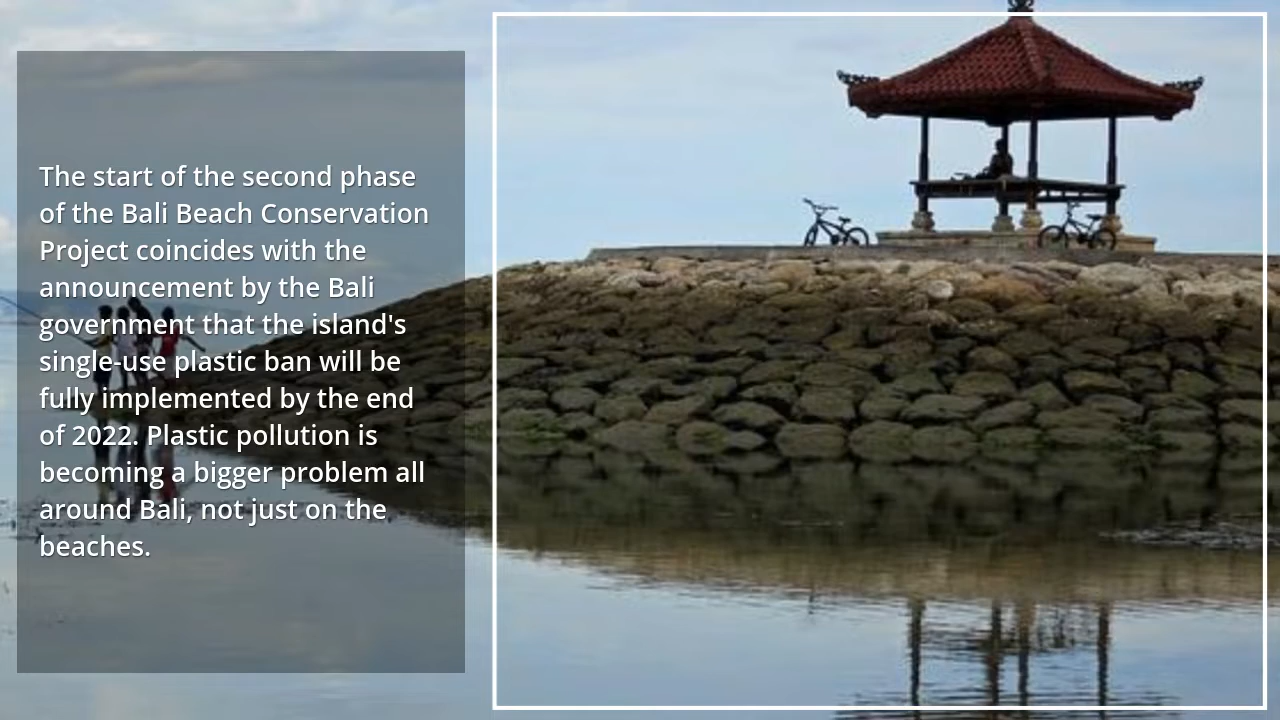 The start of the second phase
of the Bali Beach Conservation
Project coincides with the
announcement by the Bali
government that the island's
single-use plastic ban will be
fully implemented by the end
of 2022. Plastic pollution is
becoming a bigger problem all
around Bali, not just on the
beaches.